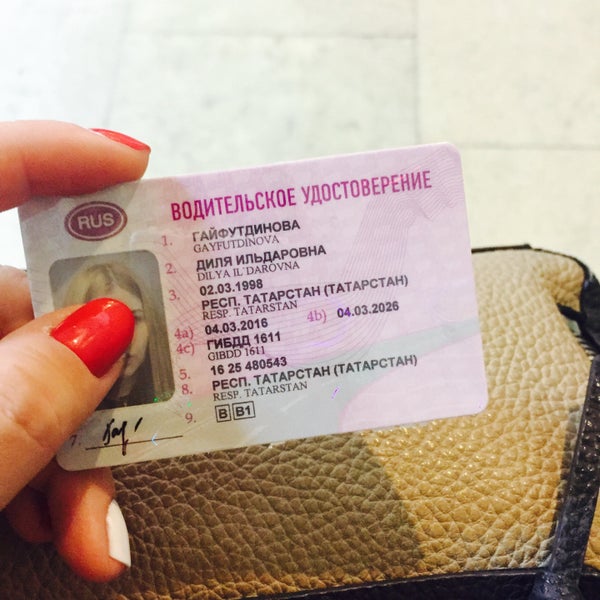 ВОДИТЕЛЬСКОЕ УДОСТОВЕРЕНИЕ
RUS
1. ГАЙФУТДИНОВА
GAYFUTDINOVA
2. ДИЛЯ ИЛЬДАРОВНА
DILYA IL`DAROVNA
3. 02.03.1998
РЕСП. ТАТАРСТАН (ТАТАРСТАН)
RESP. TATARSTAN
4a) 04.03.2016 4b) 04.03.2026
4c) ГИБДД 1611
GIBDD 1611
5. 16 25 480543
8. РЕСП. ТАТАРСТАН (ТАТАРСТАН)
RESP. TATARSTAN
7. 9. B B1